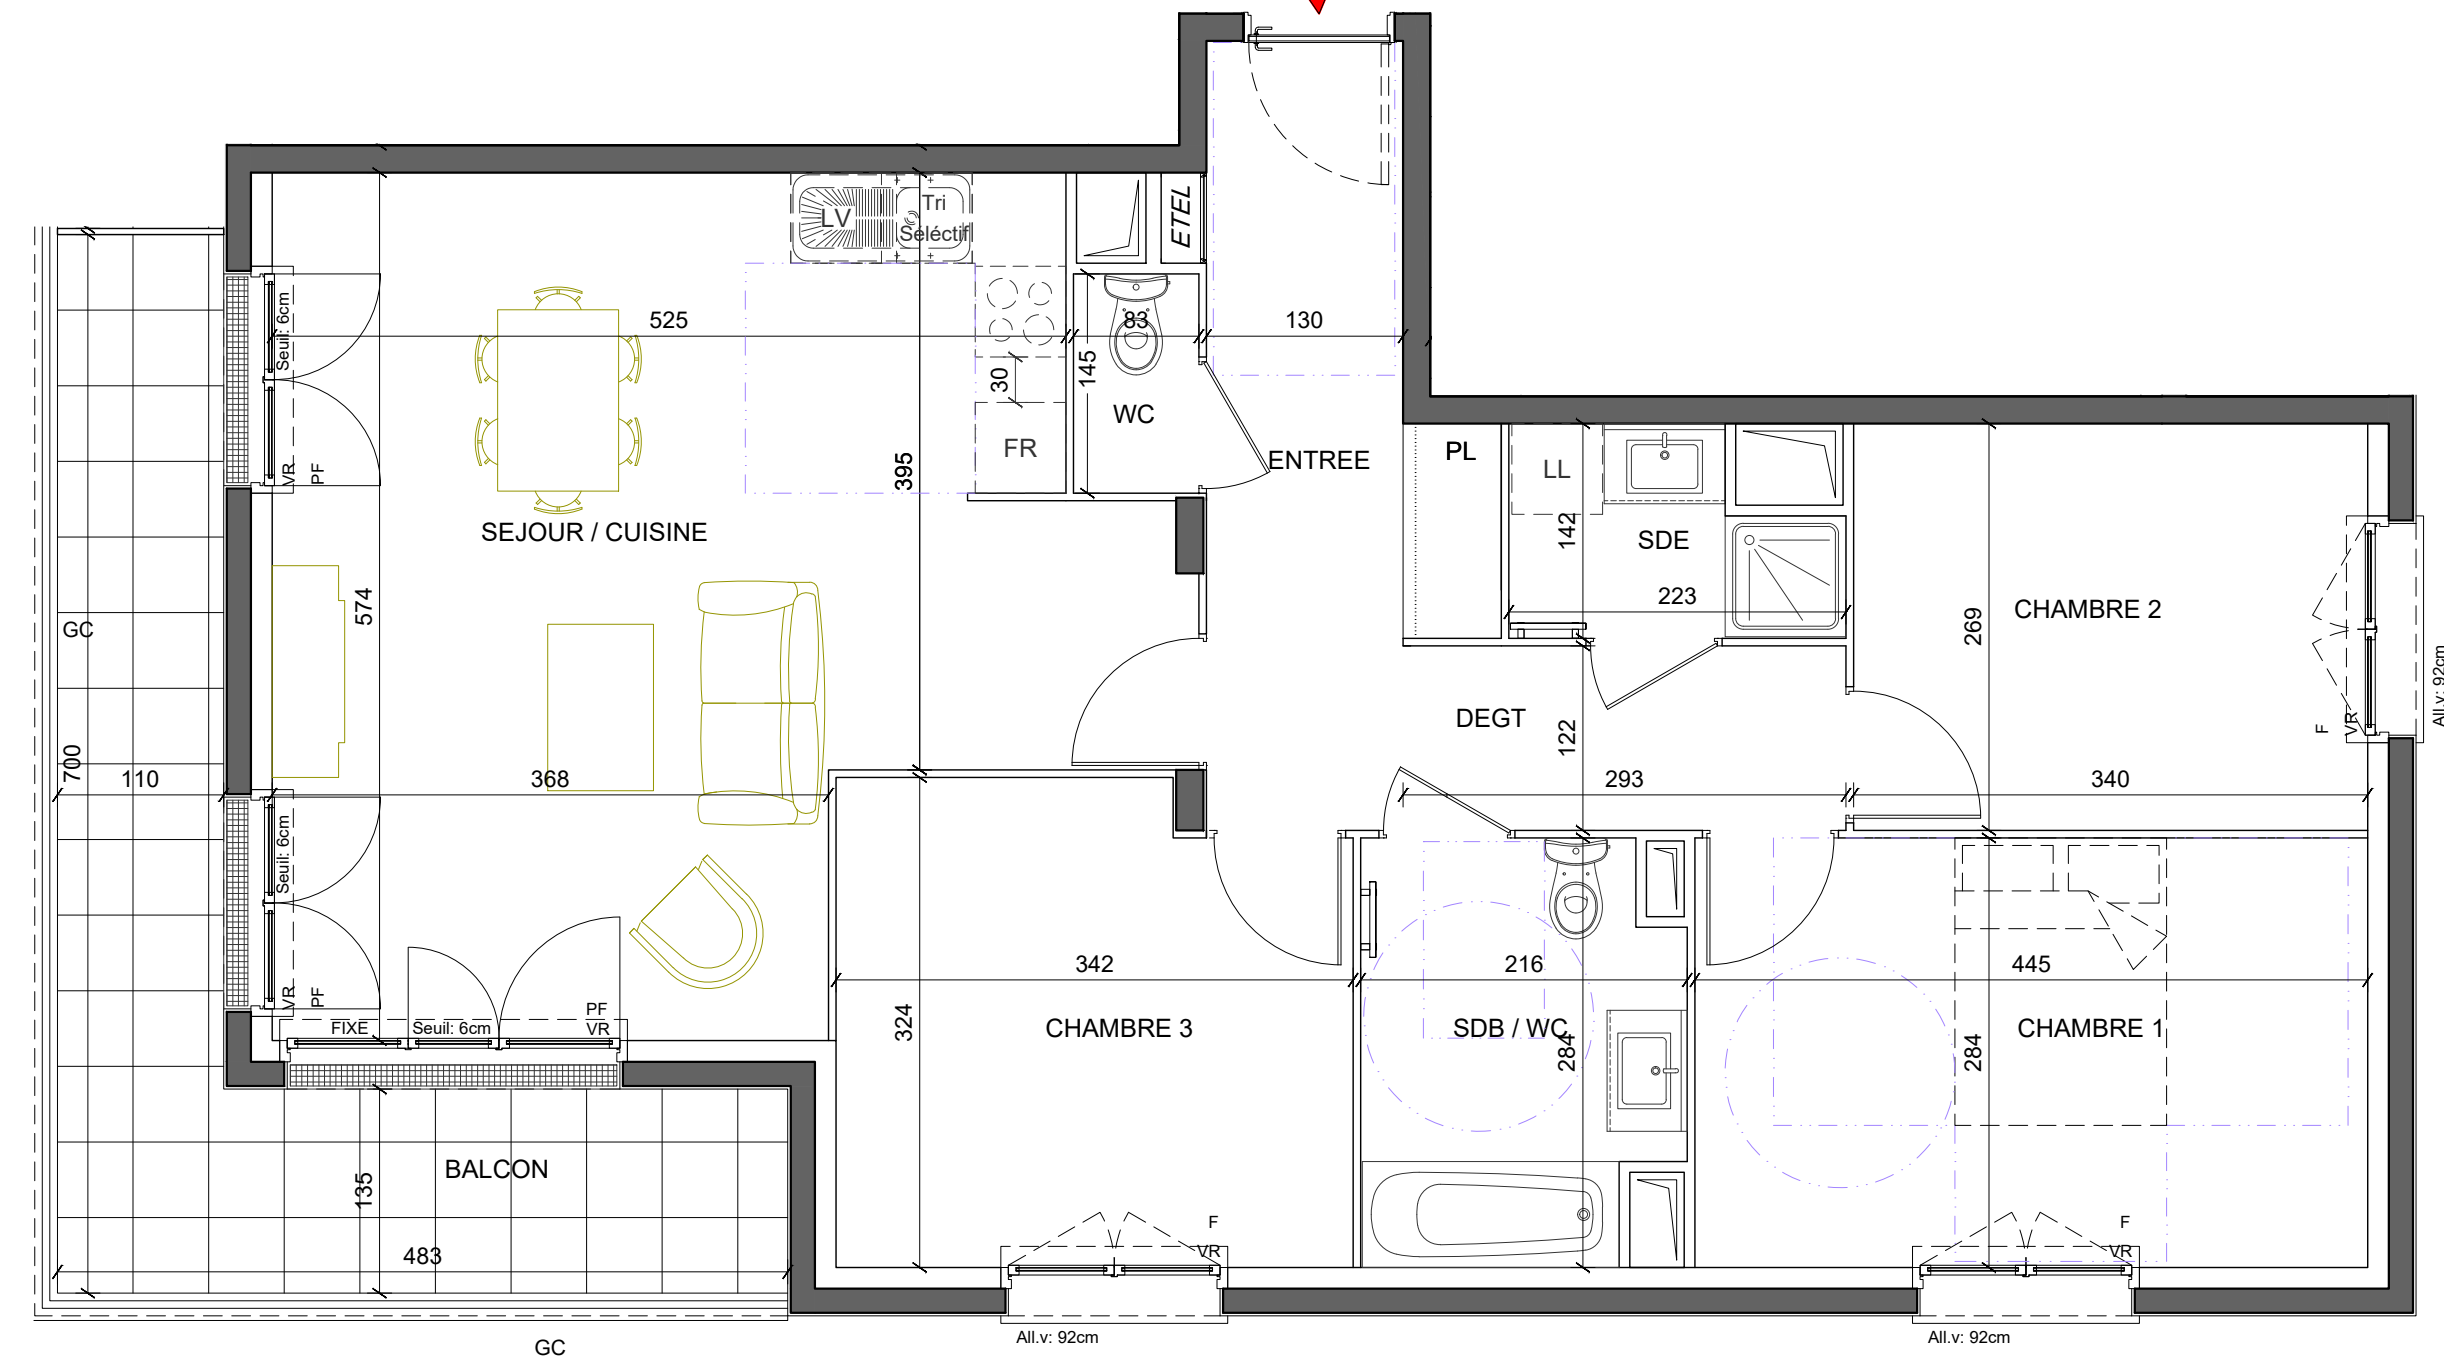 LV
Tri
Séléctif
ETEL
Seuil: 6cm
525
83
130
145
30
WC
FR
395
ENTREE
PL
LL
VR
PF
SEJOUR / CUISINE
142
SDE
223
574
CHAMBRE 2
269
GC
All.v: 92cm
F
VR
DEGT
122
700
110
368
293
340
Seuil: 6cm
VR
PF
342
216
445
FIXE
Seuil: 6cm
PF
VR
324
CHAMBRE 3
SDB / WC
284
284
CHAMBRE 1
BALCON
135
483
F
VR
F
VR
All.v: 92cm
All.v: 92cm
GC